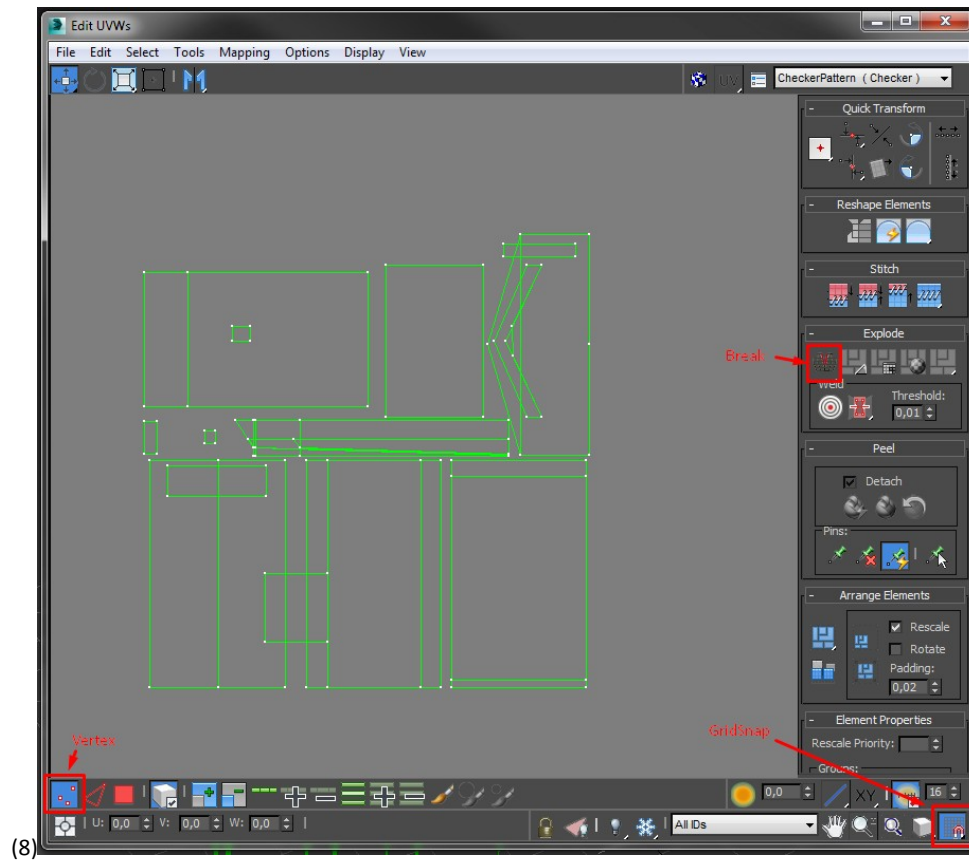 Edit UVWs
File Edit Select Tools Mapping Options Display View
UV CheckerPattern ( Checker )
- Quick Transform
- Reshape Elements
- Stitch
- Explode
Break
Weld
Threshold:
0,01
- Peel
Detach
Pins:
- Arrange Elements
Rescale
Rotate
Padding:
0,02
- Element Properties
Rescale Priority:
Groups:
Vertex
GridSnap
0,0 XY 16
U: 0,0 V: 0,0 W: 0,0 All IDs
(8)